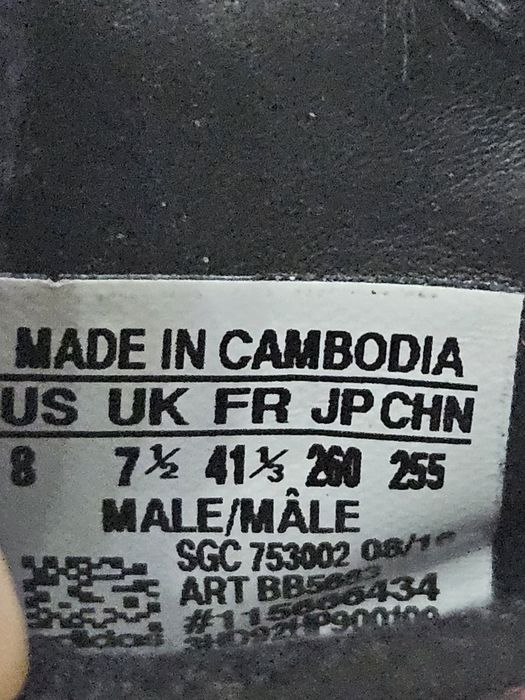 MADE IN CAMBODIA
US UK FR JP CHN
8 7½ 41⅓ 260 255
MALE/MÂLE
SGC 753002
ART
adidas